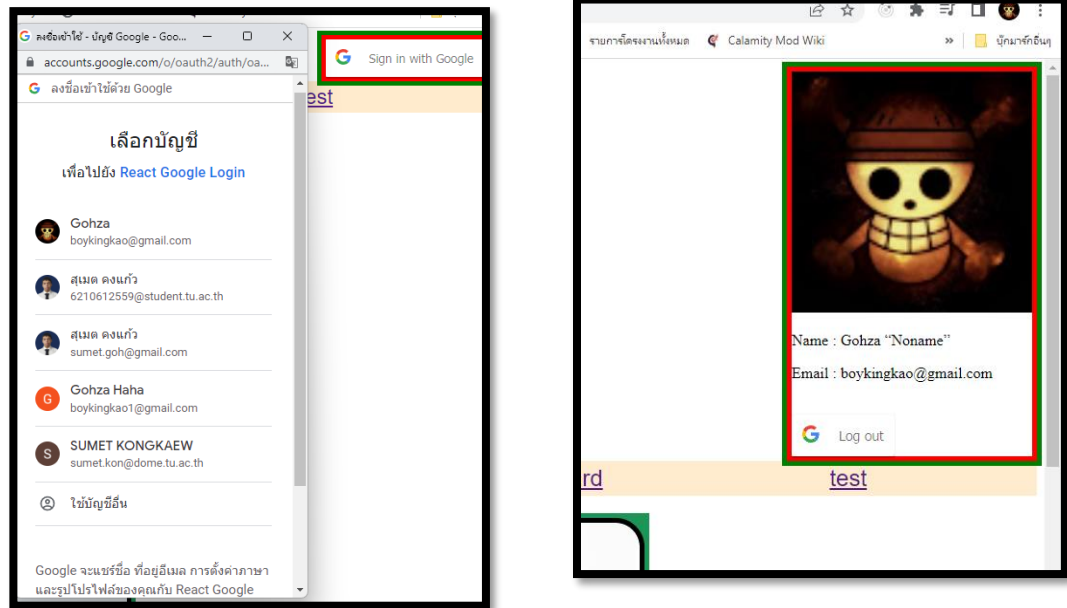 ลงชื่อเข้าใช้ - บัญชี Google - Goo...
accounts.google.com/o/oauth2/auth/oa...
ลงชื่อเข้าใช้ด้วย Google
เลือกบัญชี
เพื่อไปยัง React Google Login
Gohza
boykingkao@gmail.com
สุเมต คงแก้ว
6210612559@student.tu.ac.th
สุเมต คงแก้ว
sumet.goh@gmail.com
G
Gohza Haha
boykingkao1@gmail.com
S
SUMET KONGKAEW
sumet.kon@dome.tu.ac.th
ใช้บัญชีอื่น
Google จะแชร์ชื่อ ที่อยู่อีเมล การตั้งค่าภาษา
และรูปโปรไฟล์ของคุณกับ React Google
Sign in with Google
est
รายการโครงงานทั้งหมด
Calamity Mod Wiki
»
บุ๊กมาร์กอื่นๆ
Name : Gohza “Noname”
Email : boykingkao@gmail.com
Log out
rd
test